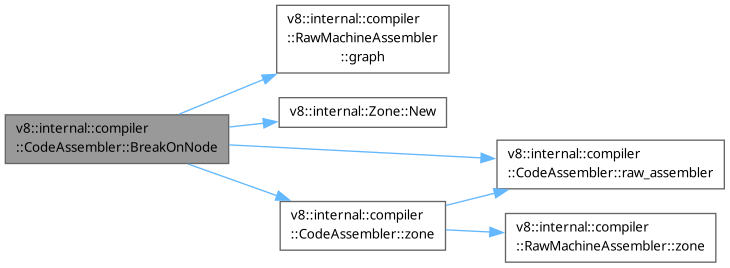 v8::internal::compiler
::CodeAssembler::BreakOnNode
v8::internal::compiler
::RawMachineAssembler
::graph
v8::internal::Zone::New
v8::internal::compiler
::CodeAssembler::zone
v8::internal::compiler
::CodeAssembler::raw_assembler
v8::internal::compiler
::RawMachineAssembler::zone